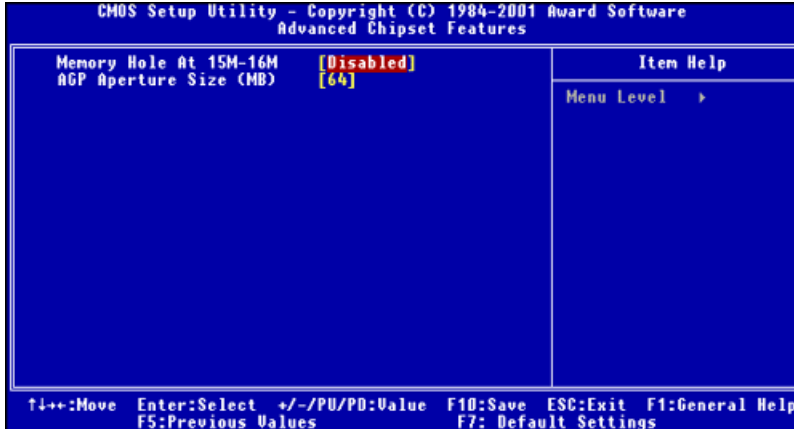 CMOS Setup Utility - Copyright (C) 1984-2001 Award Software
Advanced Chipset Features
Memory Hole At 15M-16M [Disabled]
AGP Aperture Size (MB) [64]
Item Help
Menu Level ▸
↑↓→←:Move Enter:Select +/-/PU/PD:Value F10:Save ESC:Exit F1:General Help
F5:Previous Values F7: Default Settings